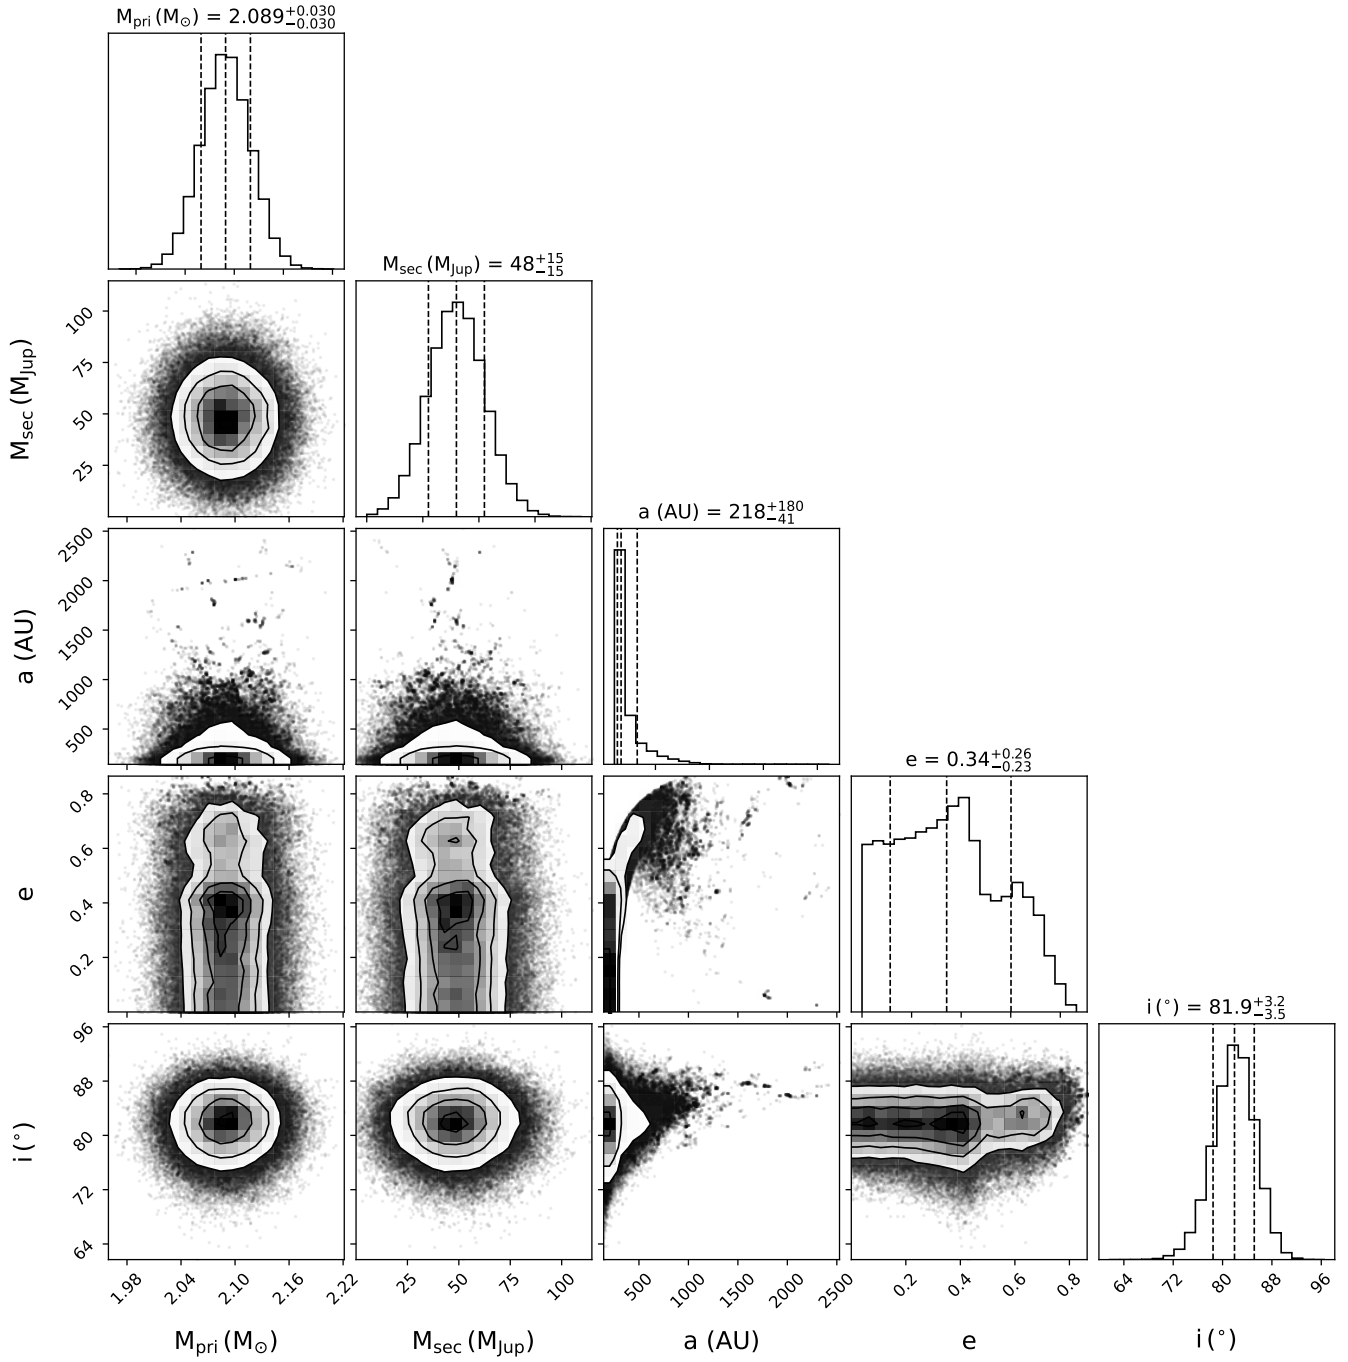 M_pri (M_⊙) = 2.089^{+0.030}_{−0.030}
M_sec (M_Jup) = 48^{+15}_{−15}
100
75
50
25
M_sec (M_Jup)
a (AU) = 218^{+180}_{−41}
2500
2000
1500
1000
500
a (AU)
e = 0.34^{+0.26}_{−0.23}
0.8
0.6
0.4
0.2
e
i (°) = 81.9^{+3.2}_{−3.5}
96
88
80
72
64
i (°)
1.98 2.04 2.10 2.16 2.22 25 50 75 100 500 1000 1500 2000 2500 0.2 0.4 0.6 0.8 64 72 80 88 96
M_pri (M_⊙) M_sec (M_Jup) a (AU) e i (°)